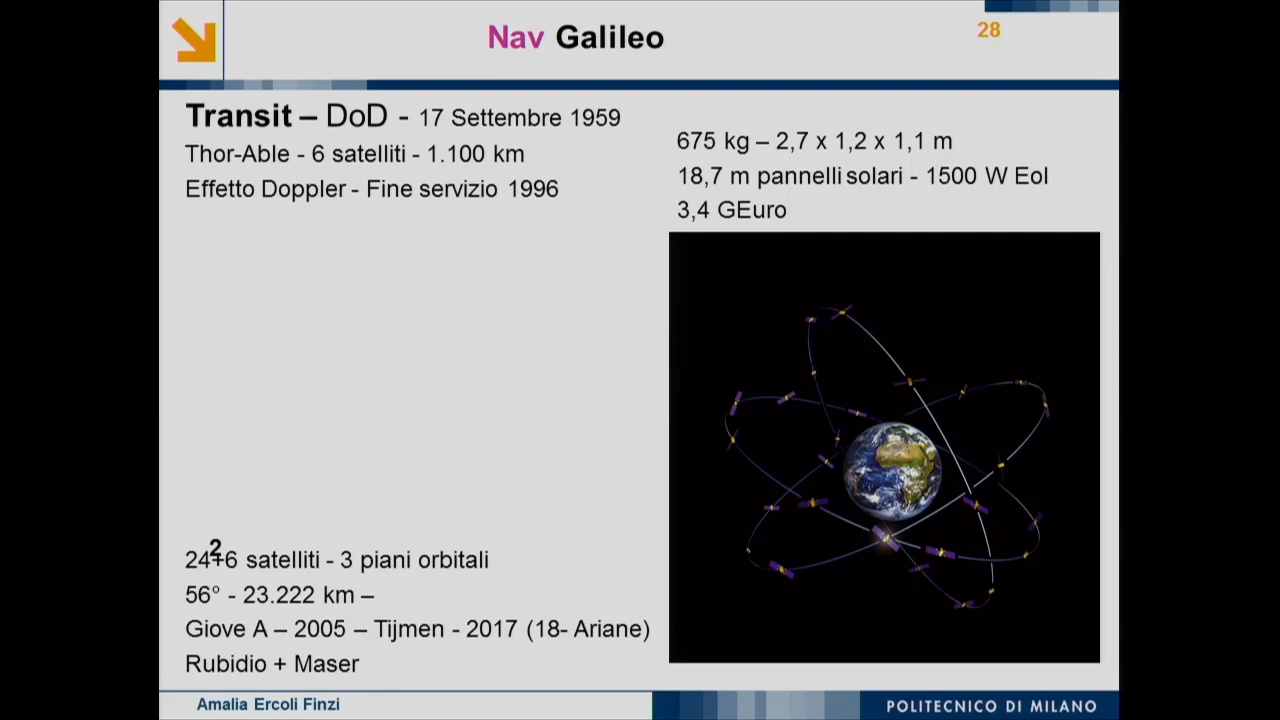 Nav Galileo
28
Transit – DoD - 17 Settembre 1959
Thor-Able - 6 satelliti - 1.100 km
Effetto Doppler - Fine servizio 1996
675 kg – 2,7 x 1,2 x 1,1 m
18,7 m pannelli solari - 1500 W Eol
3,4 GEuro
2
24+6 satelliti - 3 piani orbitali
56° - 23.222 km –
Giove A – 2005 – Tijmen - 2017 (18- Ariane)
Rubidio + Maser
Amalia Ercoli Finzi
POLITECNICO DI MILANO